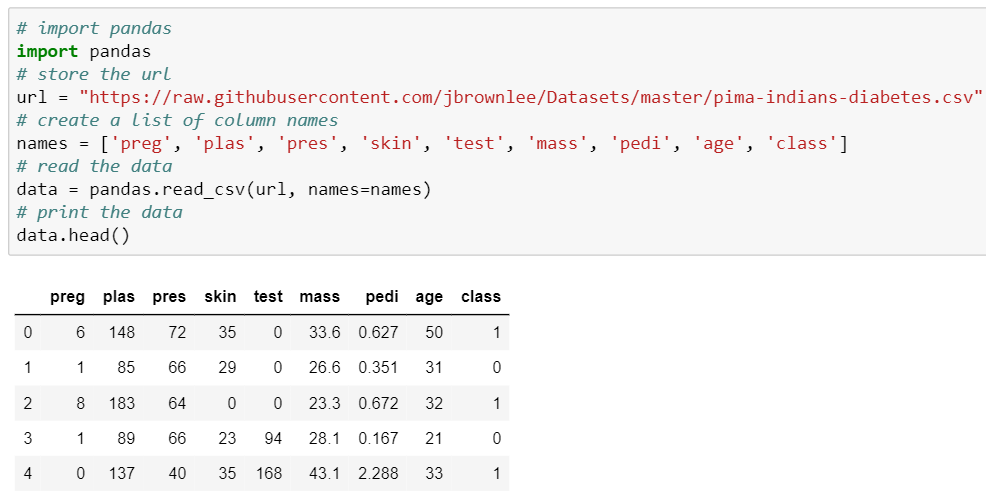 # import pandas
import pandas
# store the url
url = "https://raw.githubusercontent.com/jbrownlee/Datasets/master/pima-indians-diabetes.csv"
# create a list of column names
names = ['preg', 'plas', 'pres', 'skin', 'test', 'mass', 'pedi', 'age', 'class']
# read the data
data = pandas.read_csv(url, names=names)
# print the data
data.head()
preg plas pres skin test mass pedi age class
0 6 148 72 35 0 33.6 0.627 50 1
1 1 85 66 29 0 26.6 0.351 31 0
2 8 183 64 0 0 23.3 0.672 32 1
3 1 89 66 23 94 28.1 0.167 21 0
4 0 137 40 35 168 43.1 2.288 33 1